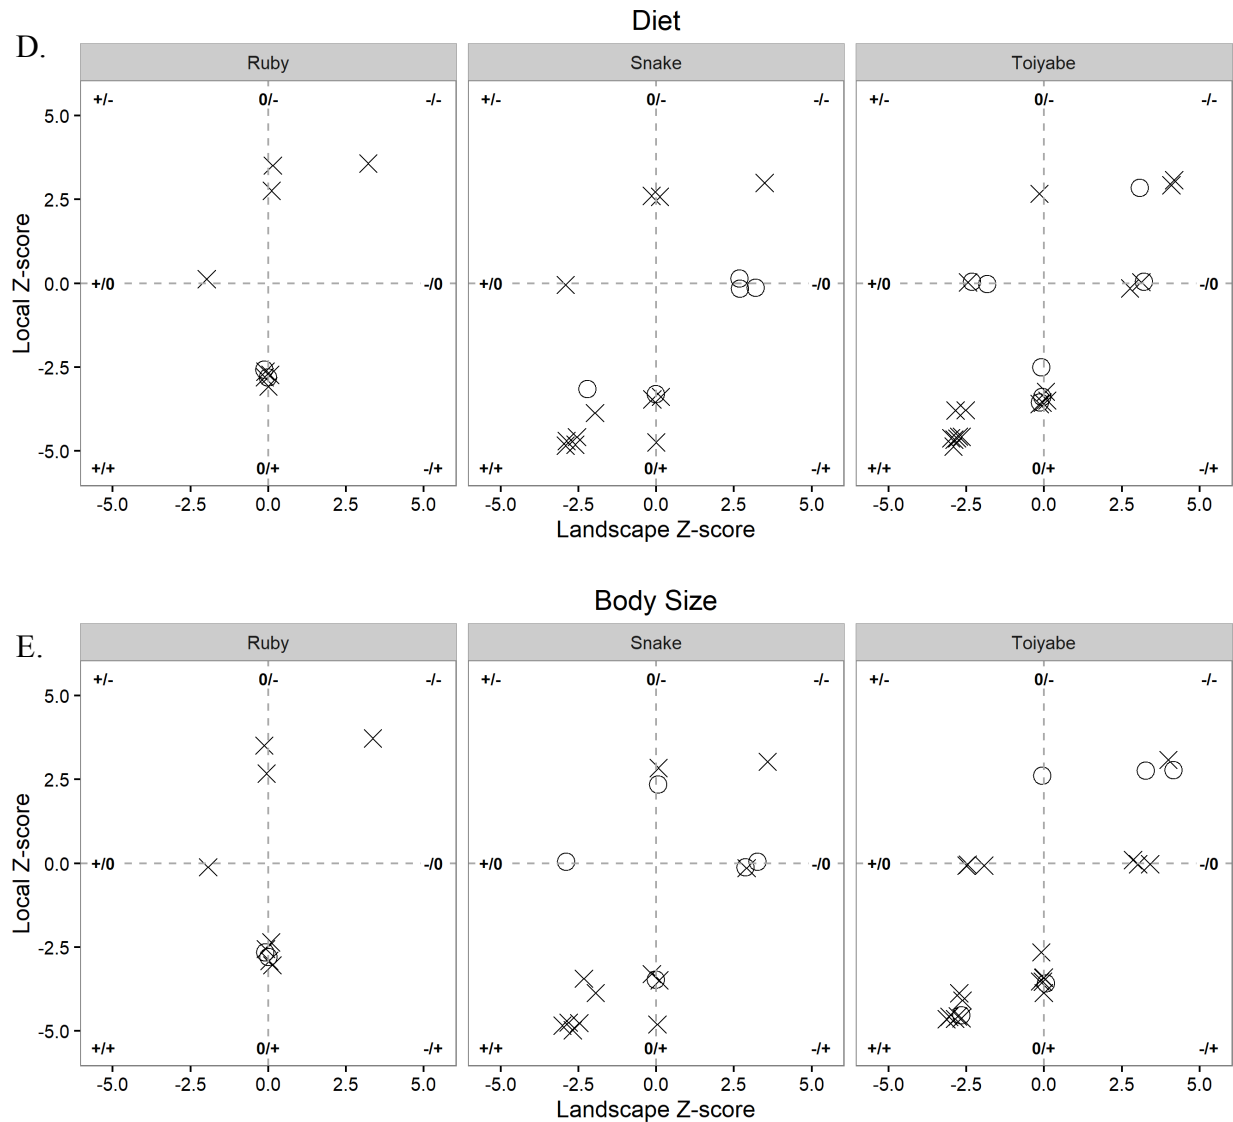 Diet
D.
Ruby Snake Toiyabe
+/- 0/- -/- +/- 0/- -/- +/- 0/- -/-
5.0
2.5
0.0 +/0 -/0 +/0 -/0 +/0 -/0
-2.5
-5.0
+/+ 0/+ -/+ +/+ 0/+ -/+ +/+ 0/+ -/+
Local Z-score
-5.0 -2.5 0.0 2.5 5.0 -5.0 -2.5 0.0 2.5 5.0 -5.0 -2.5 0.0 2.5 5.0
Landscape Z-score
Body Size
E.
Ruby Snake Toiyabe
+/- 0/- -/- +/- 0/- -/- +/- 0/- -/-
5.0
2.5
0.0 +/0 -/0 +/0 -/0 +/0 -/0
-2.5
-5.0
+/+ 0/+ -/+ +/+ 0/+ -/+ +/+ 0/+ -/+
Local Z-score
-5.0 -2.5 0.0 2.5 5.0 -5.0 -2.5 0.0 2.5 5.0 -5.0 -2.5 0.0 2.5 5.0
Landscape Z-score